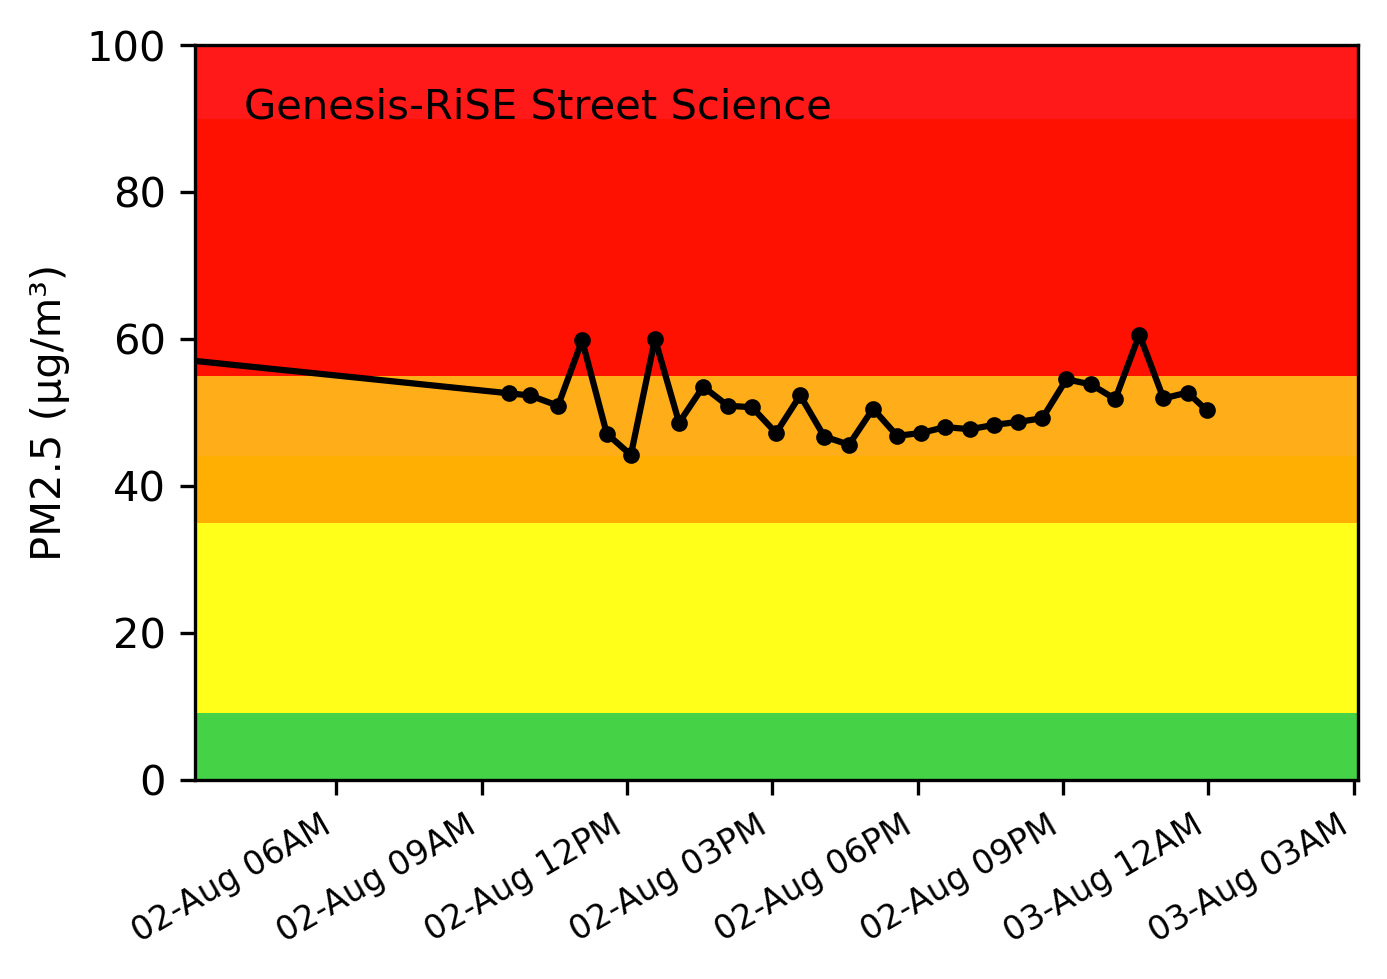 Genesis-RiSE Street Science
PM2.5 (µg/m³)
100
80
60
40
20
0
02-Aug 06AM
02-Aug 09AM
02-Aug 12PM
02-Aug 03PM
02-Aug 06PM
02-Aug 09PM
03-Aug 12AM
03-Aug 03AM